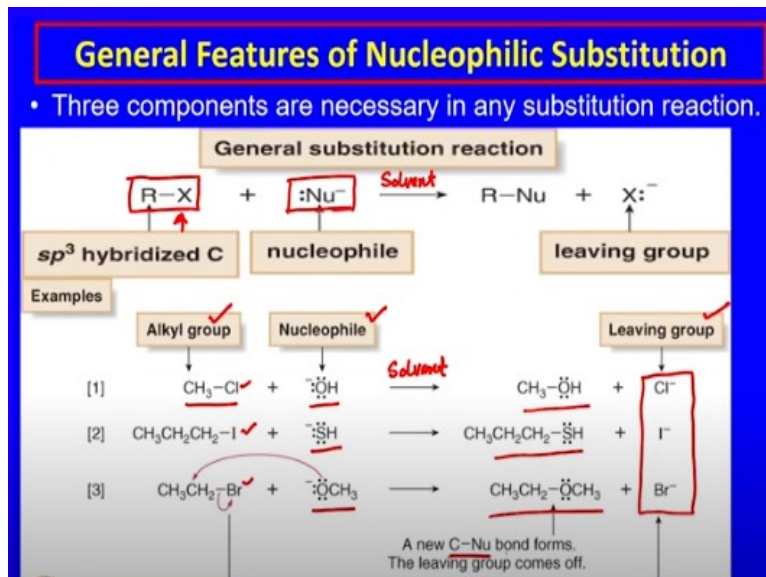 General Features of Nucleophilic Substitution
• Three components are necessary in any substitution reaction.
General substitution reaction
R–X + :Nu⁻ Solvent → R–Nu + X:⁻
sp³ hybridized C nucleophile leaving group
Examples
Alkyl group Nucleophile Leaving group
Solvent
[1] CH₃–Cl + ⁻:ÖH → CH₃–ÖH + Cl⁻
[2] CH₃CH₂CH₂–I + ⁻:S̈H → CH₃CH₂CH₂–S̈H + I⁻
[3] CH₃CH₂–Br + ⁻:ÖCH₃ → CH₃CH₂–ÖCH₃ + Br⁻
A new C–Nu bond forms.
The leaving group comes off.